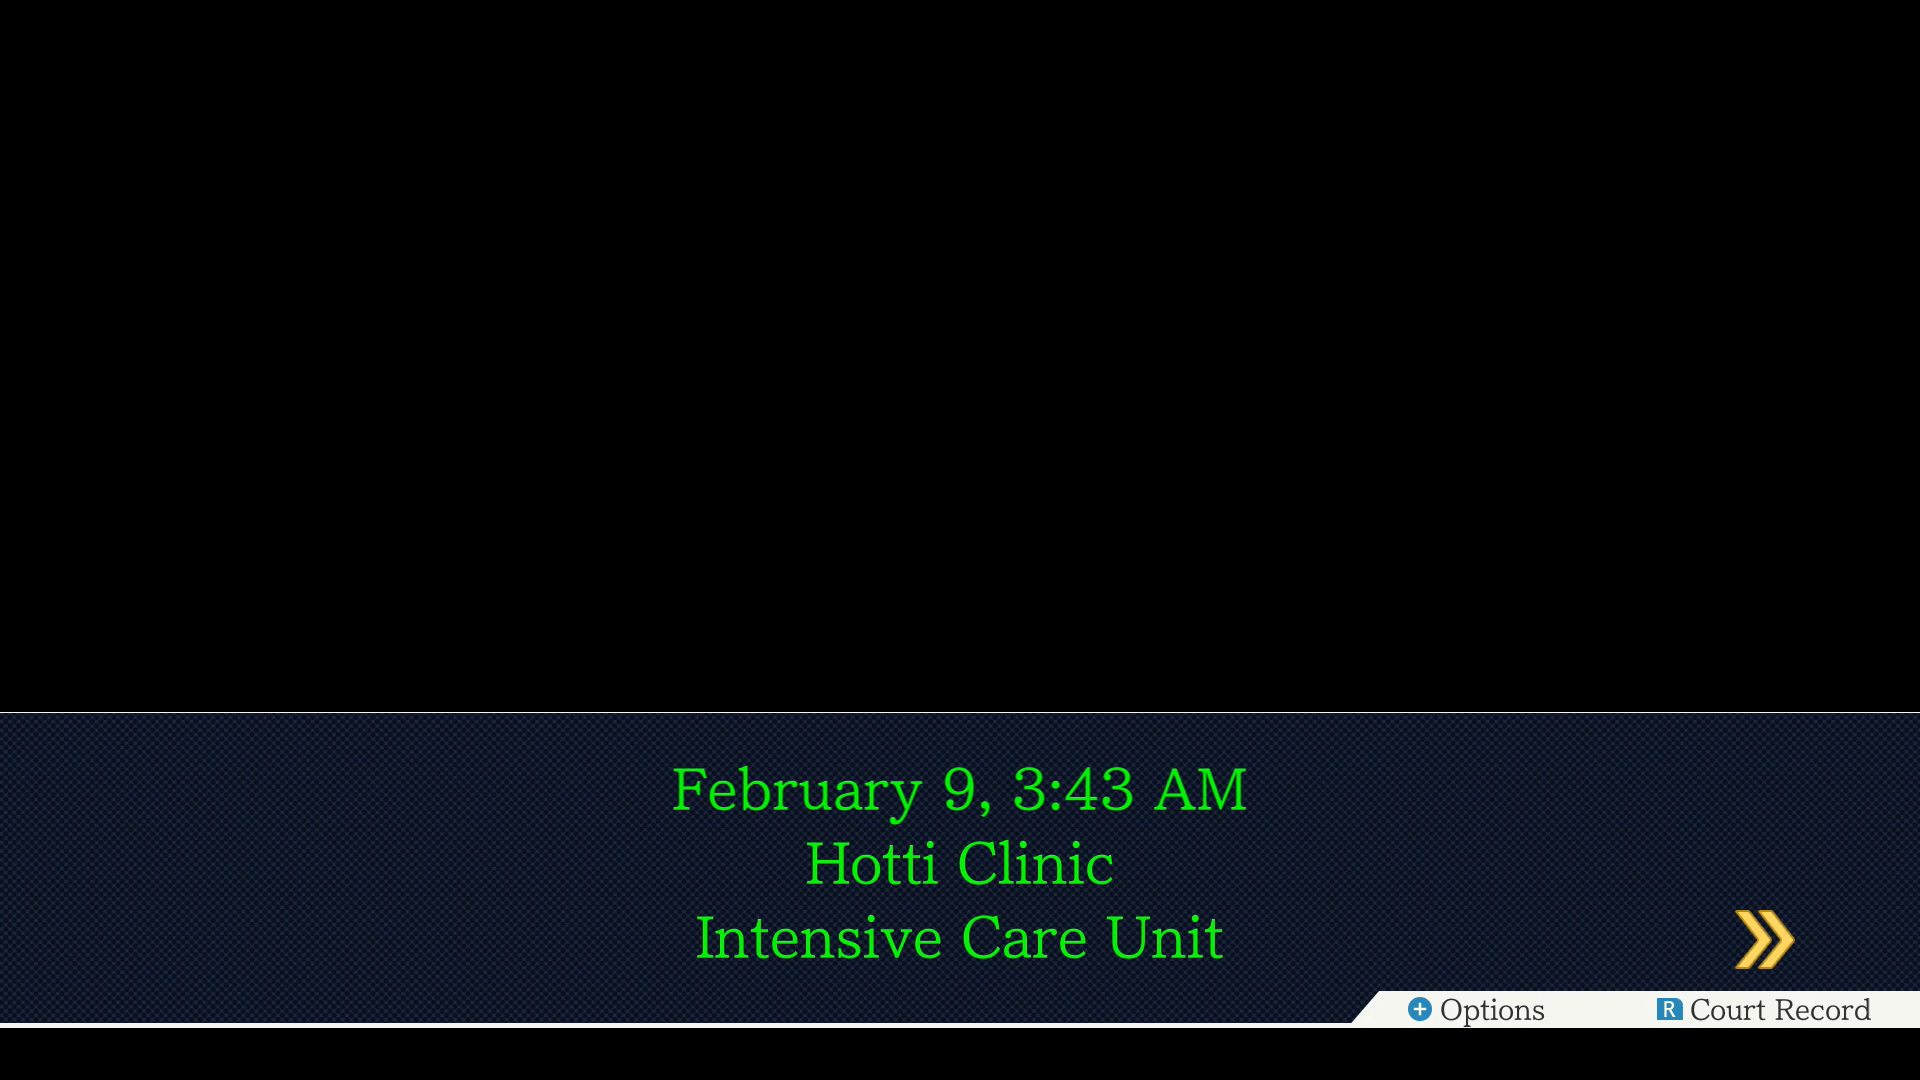 February 9, 3:43 AM
Hotti Clinic
Intensive Care Unit
+ Options
R Court Record